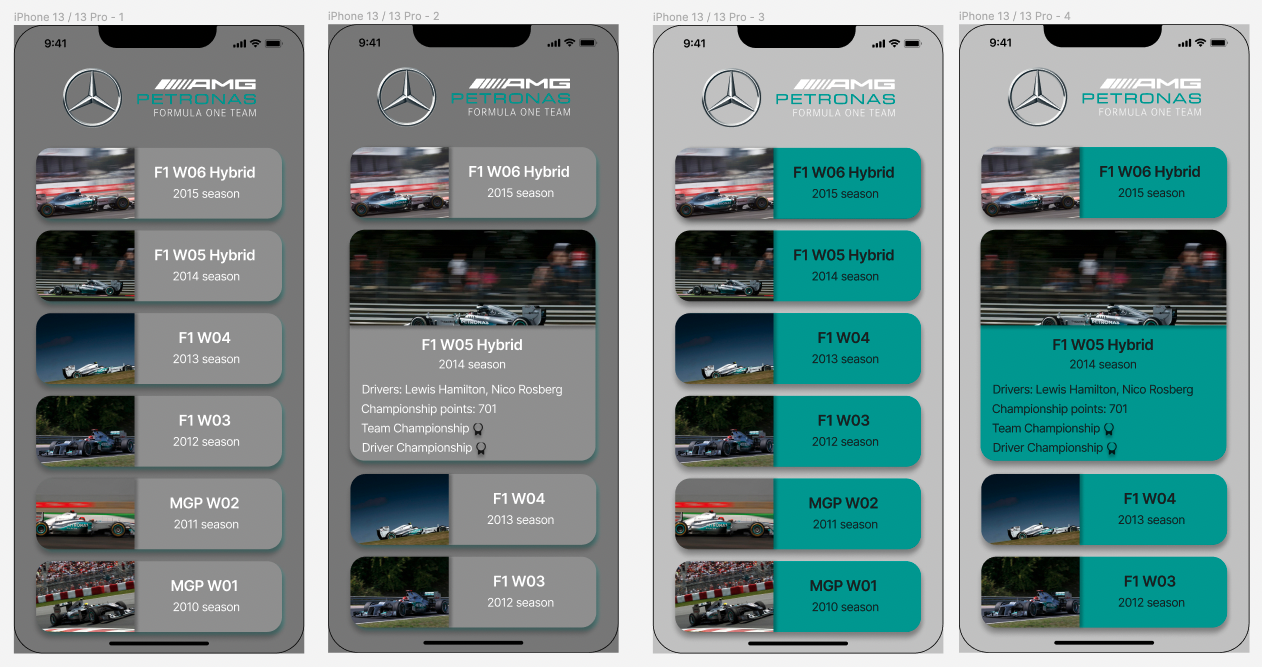 iPhone 13 / 13 Pro - 1
9:41
AMG
PETRONAS
FORMULA ONE TEAM
F1 W06 Hybrid
2015 season
F1 W05 Hybrid
2014 season
F1 W04
2013 season
F1 W03
2012 season
MGP W02
2011 season
MGP W01
2010 season
iPhone 13 / 13 Pro - 2
9:41
AMG
PETRONAS
FORMULA ONE TEAM
F1 W06 Hybrid
2015 season
PETRONAS
F1 W05 Hybrid
2014 season
Drivers: Lewis Hamilton, Nico Rosberg
Championship points: 701
Team Championship
Driver Championship
F1 W04
2013 season
F1 W03
2012 season
iPhone 13 / 13 Pro - 3
9:41
AMG
PETRONAS
FORMULA ONE TEAM
F1 W06 Hybrid
2015 season
F1 W05 Hybrid
2014 season
F1 W04
2013 season
F1 W03
2012 season
MGP W02
2011 season
MGP W01
2010 season
iPhone 13 / 13 Pro - 4
9:41
AMG
PETRONAS
FORMULA ONE TEAM
F1 W06 Hybrid
2015 season
PETRONAS
F1 W05 Hybrid
2014 season
Drivers: Lewis Hamilton, Nico Rosberg
Championship points: 701
Team Championship
Driver Championship
F1 W04
2013 season
F1 W03
2012 season